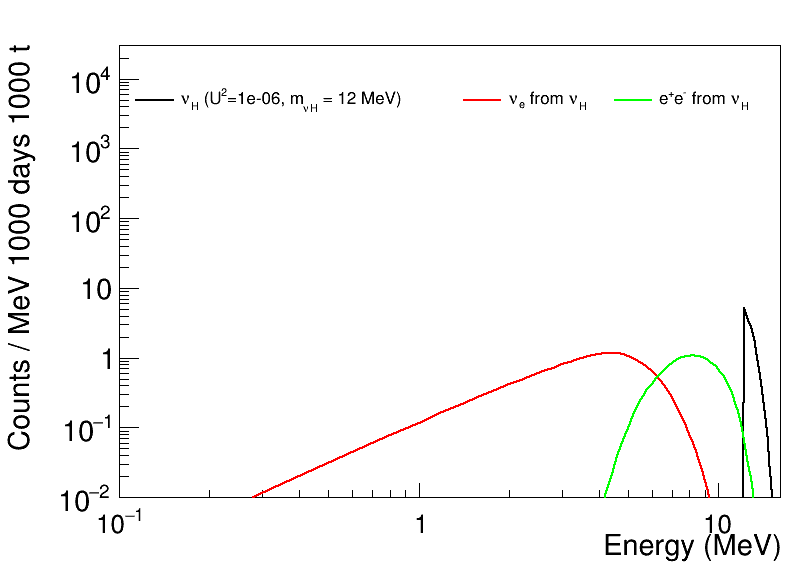 Counts / MeV 1000 days 1000 t
10⁴
10³
10²
10
1
10⁻¹
10⁻²
ν_H (U²=1e-06, m_νH = 12 MeV)
ν_e from ν_H
e⁺e⁻ from ν_H
10⁻¹ 1 10
Energy (MeV)